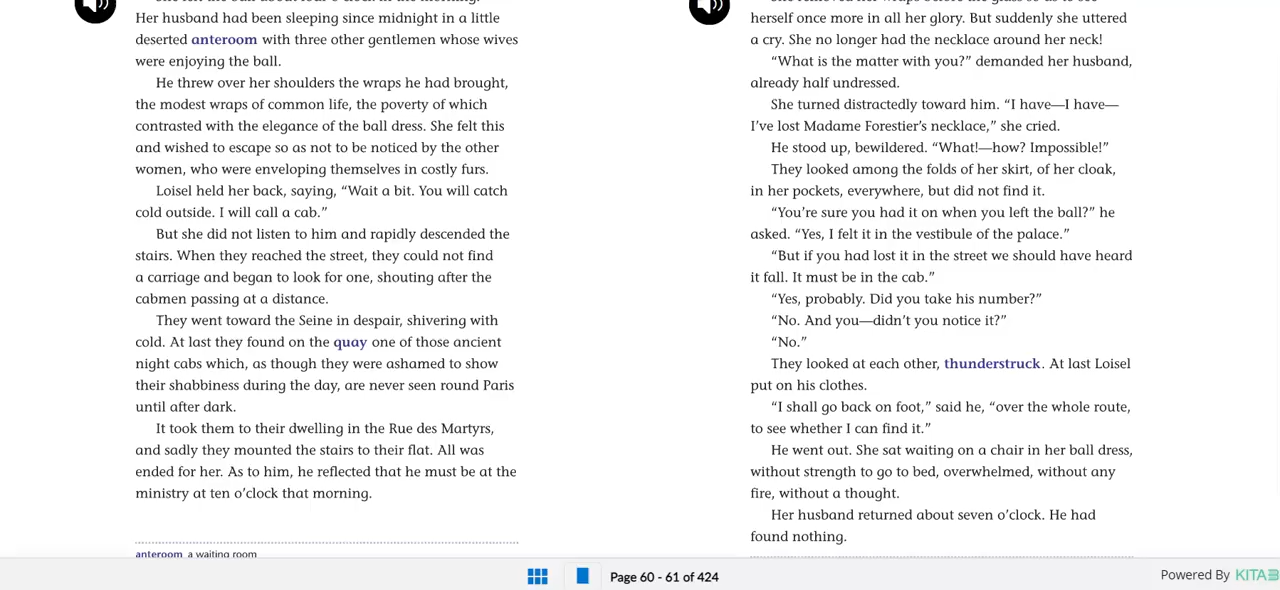 Her husband had been sleeping since midnight in a little
deserted anteroom with three other gentlemen whose wives
were enjoying the ball.
He threw over her shoulders the wraps he had brought,
the modest wraps of common life, the poverty of which
contrasted with the elegance of the ball dress. She felt this
and wished to escape so as not to be noticed by the other
women, who were enveloping themselves in costly furs.
Loisel held her back, saying, “Wait a bit. You will catch
cold outside. I will call a cab.”
But she did not listen to him and rapidly descended the
stairs. When they reached the street, they could not find
a carriage and began to look for one, shouting after the
cabmen passing at a distance.
They went toward the Seine in despair, shivering with
cold. At last they found on the quay one of those ancient
night cabs which, as though they were ashamed to show
their shabbiness during the day, are never seen round Paris
until after dark.
It took them to their dwelling in the Rue des Martyrs,
and sadly they mounted the stairs to their flat. All was
ended for her. As to him, he reflected that he must be at the
ministry at ten o’clock that morning.
anteroom a waiting room
herself once more in all her glory. But suddenly she uttered
a cry. She no longer had the necklace around her neck!
“What is the matter with you?” demanded her husband,
already half undressed.
She turned distractedly toward him. “I have—I have—
I’ve lost Madame Forestier’s necklace,” she cried.
He stood up, bewildered. “What!—how? Impossible!”
They looked among the folds of her skirt, of her cloak,
in her pockets, everywhere, but did not find it.
“You’re sure you had it on when you left the ball?” he
asked. “Yes, I felt it in the vestibule of the palace.”
“But if you had lost it in the street we should have heard
it fall. It must be in the cab.”
“Yes, probably. Did you take his number?”
“No. And you—didn’t you notice it?”
“No.”
They looked at each other, thunderstruck. At last Loisel
put on his clothes.
“I shall go back on foot,” said he, “over the whole route,
to see whether I can find it.”
He went out. She sat waiting on a chair in her ball dress,
without strength to go to bed, overwhelmed, without any
fire, without a thought.
Her husband returned about seven o’clock. He had
found nothing.
Page 60 - 61 of 424
Powered By KITAB